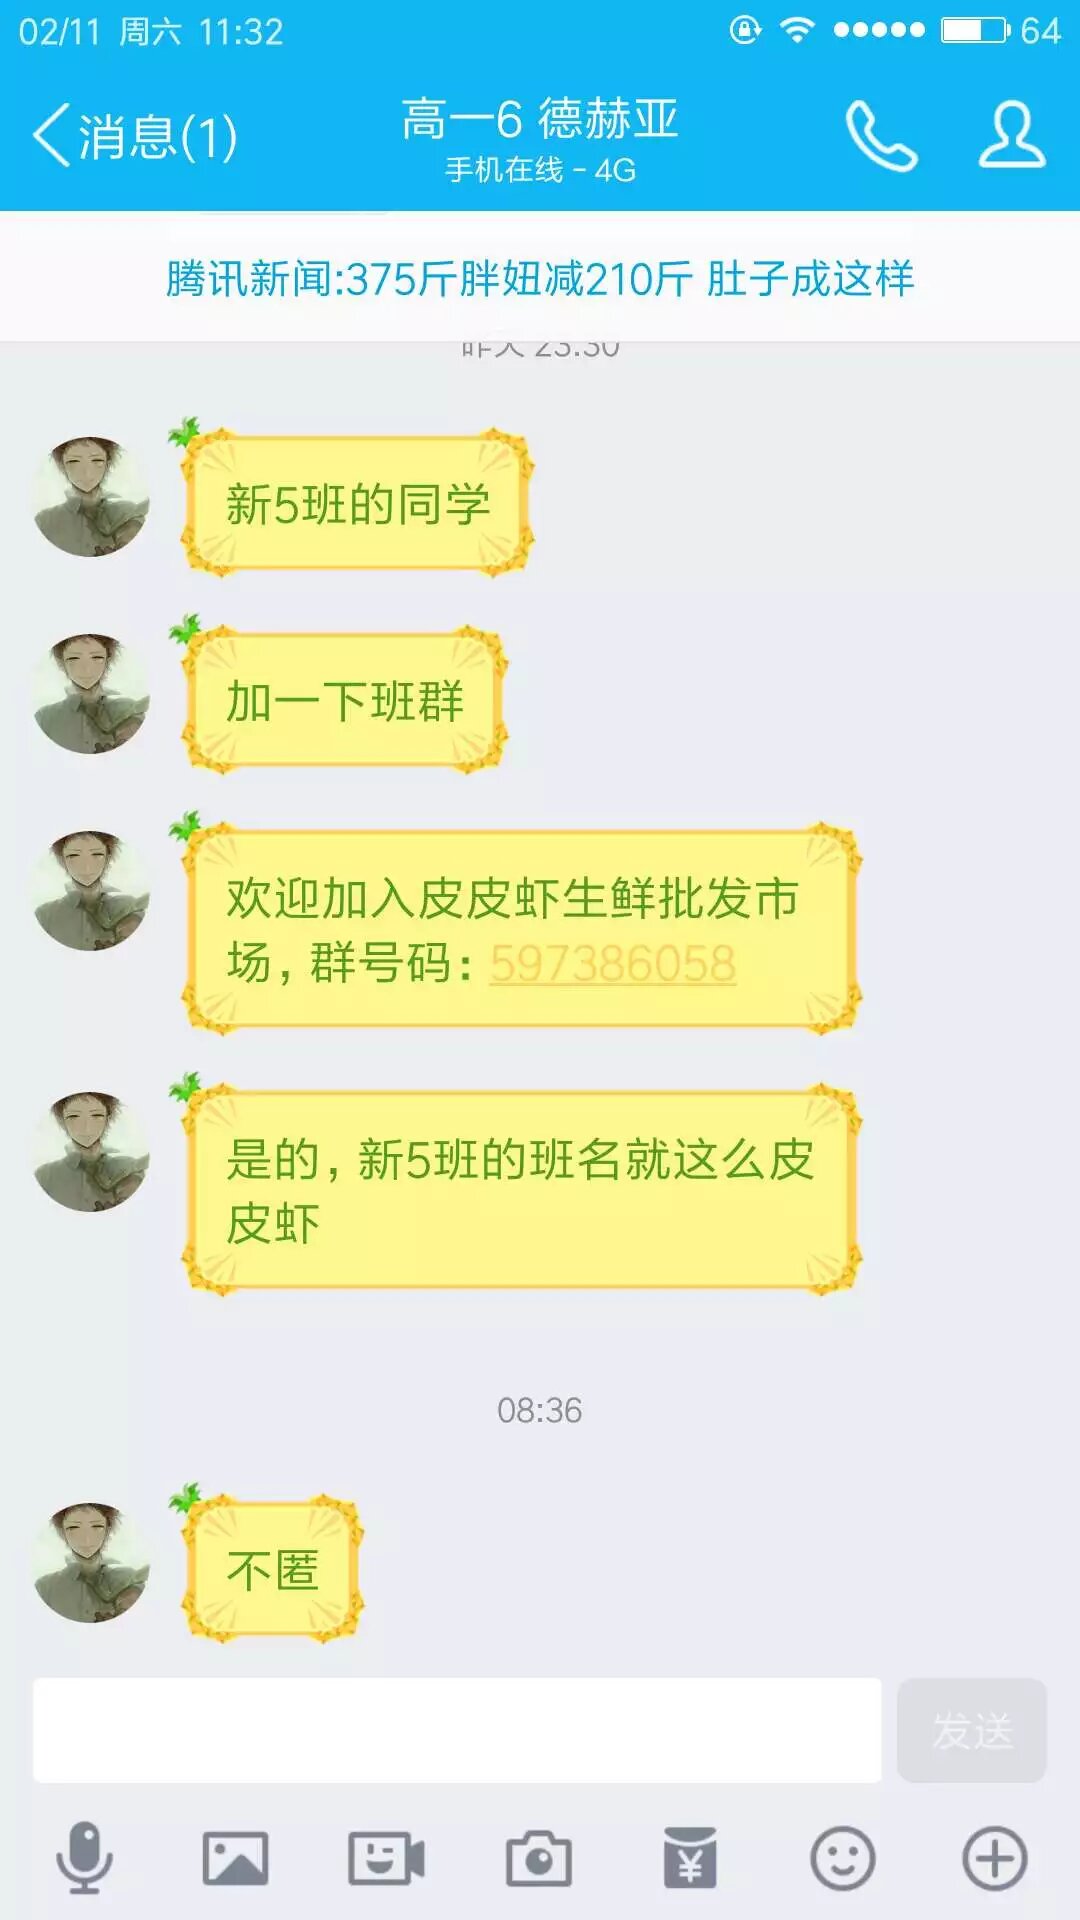 02/11 周六 11:32
64
消息(1)
高一6 德赫亚
手机在线 - 4G
腾讯新闻:375斤胖妞减210斤 肚子成这样
昨天 23:30
新5班的同学
加一下班群
欢迎加入皮皮虾生鲜批发市
场, 群号码: 597386058
是的, 新5班的班名就这么皮
皮虾
08:36
不匿
发送